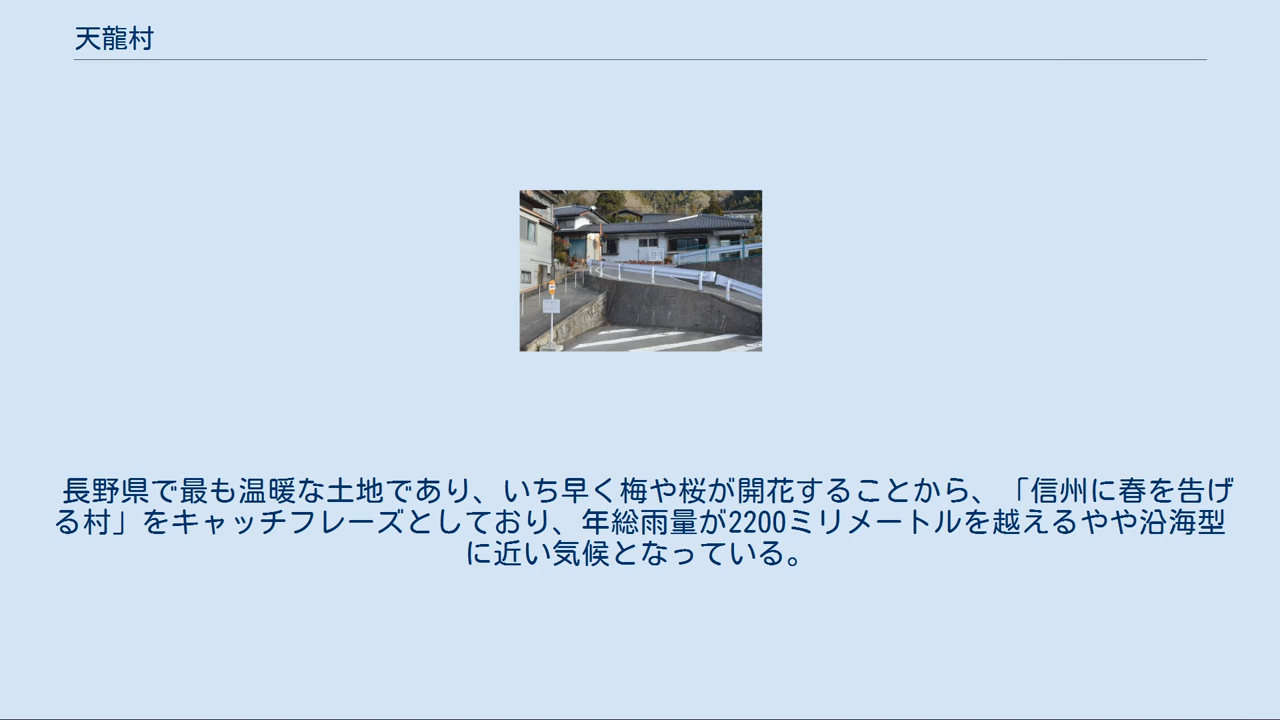 天龍村
長野県で最も温暖な土地であり、いち早く梅や桜が開花することから、「信州に春を告げ
る村」をキャッチフレーズとしており、年総雨量が2200ミリメートルを越えるやや沿海型
に近い気候となっている。